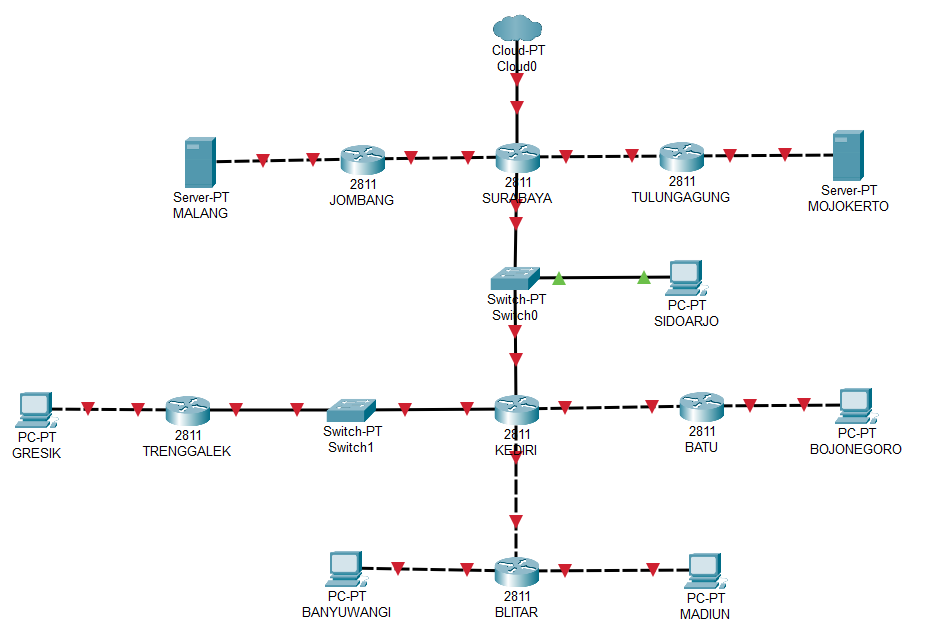 Cloud-PT
Cloud0
Server-PT
MALANG
2811
JOMBANG
2811
SURABAYA
2811
TULUNGAGUNG
Server-PT
MOJOKERTO
Switch-PT
Switch0
PC-PT
SIDOARJO
PC-PT
GRESIK
2811
TRENGGALEK
Switch-PT
Switch1
2811
KEDIRI
2811
BATU
PC-PT
BOJONEGORO
PC-PT
BANYUWANGI
2811
BLITAR
PC-PT
MADIUN